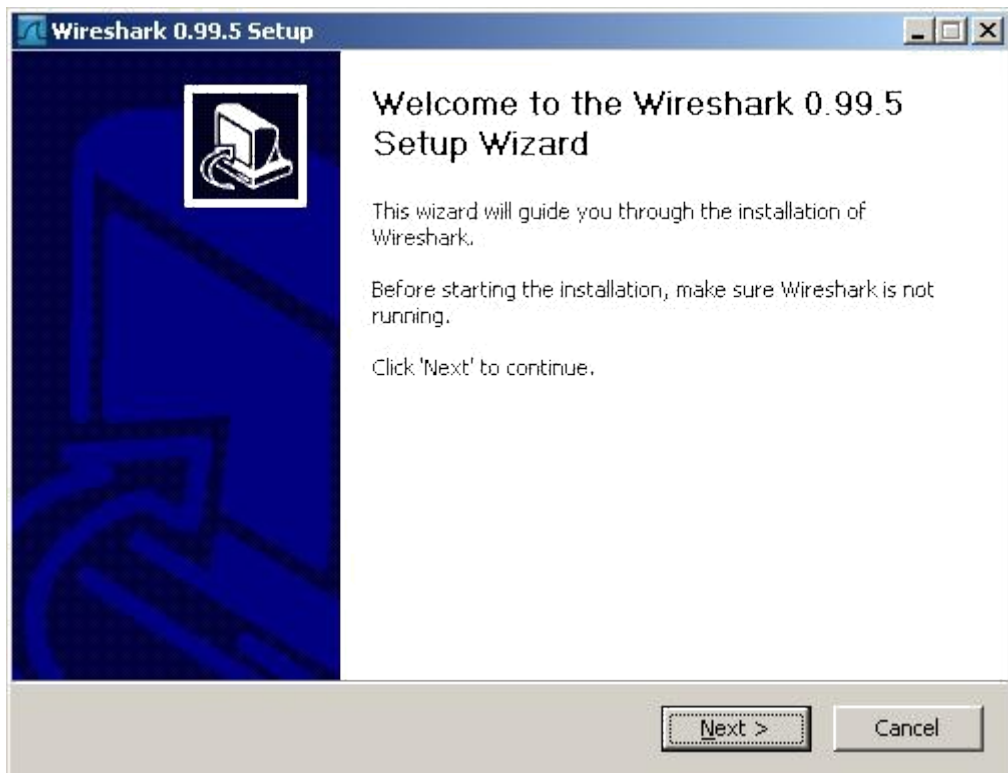 Wireshark 0.99.5 Setup
Welcome to the Wireshark 0.99.5
Setup Wizard
This wizard will guide you through the installation of
Wireshark.
Before starting the installation, make sure Wireshark is not
running.
Click 'Next' to continue.
Next >
Cancel